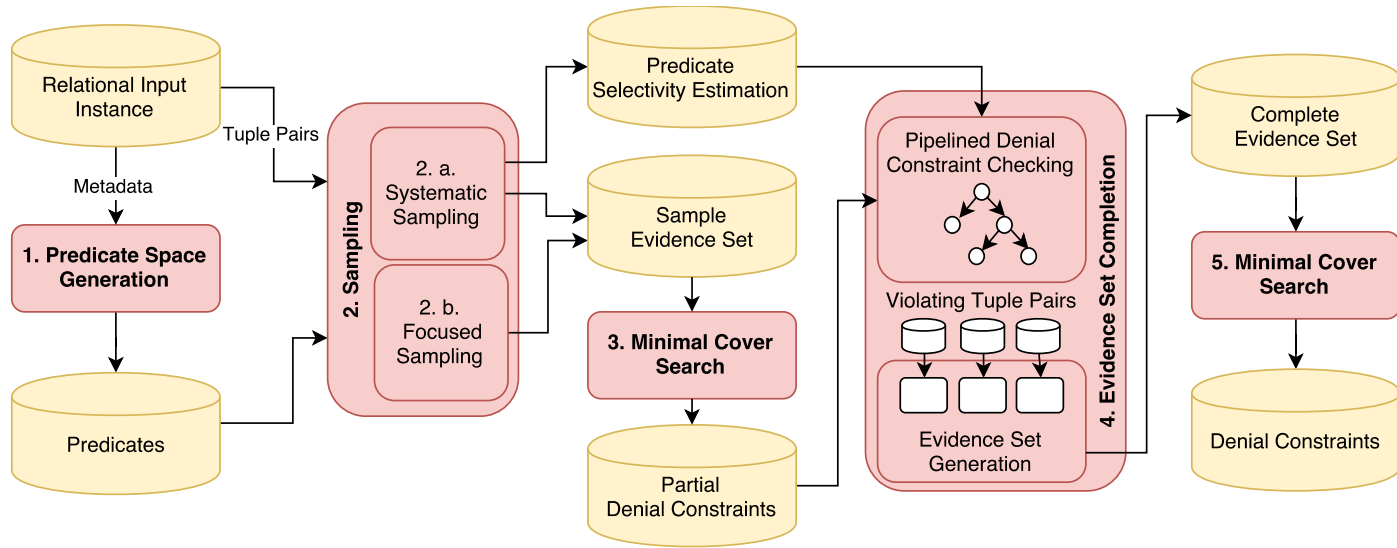 Relational Input
Instance
Tuple Pairs
Metadata
1. Predicate Space
Generation
Predicates
2. Sampling
2. a.
Systematic
Sampling
2. b.
Focused
Sampling
Predicate
Selectivity Estimation
Sample
Evidence Set
3. Minimal Cover
Search
Partial
Denial Constraints
4. Evidence Set Completion
Pipelined Denial
Constraint Checking
Violating Tuple Pairs
Evidence Set
Generation
Complete
Evidence Set
5. Minimal Cover
Search
Denial Constraints